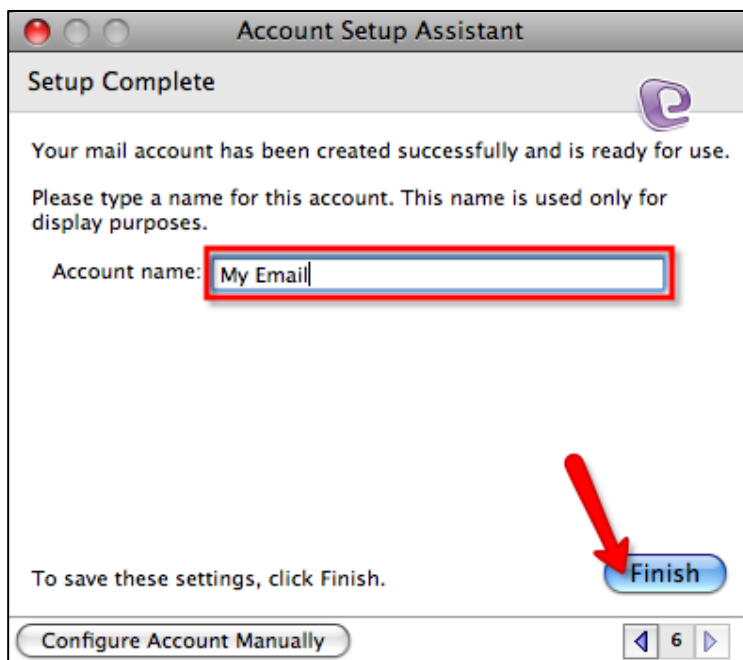 Account Setup Assistant
Setup Complete
Your mail account has been created successfully and is ready for use.
Please type a name for this account. This name is used only for
display purposes.
Account name: My Email
To save these settings, click Finish.
Finish
Configure Account Manually
6